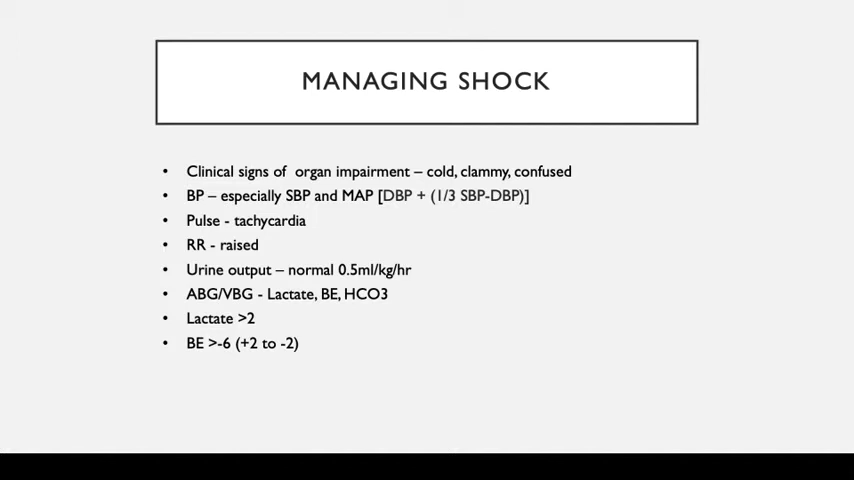 MANAGING SHOCK
• Clinical signs of organ impairment – cold, clammy, confused
• BP – especially SBP and MAP [DBP + (1/3 SBP-DBP)]
• Pulse - tachycardia
• RR - raised
• Urine output – normal 0.5ml/kg/hr
• ABG/VBG - Lactate, BE, HCO3
• Lactate >2
• BE >-6 (+2 to -2)